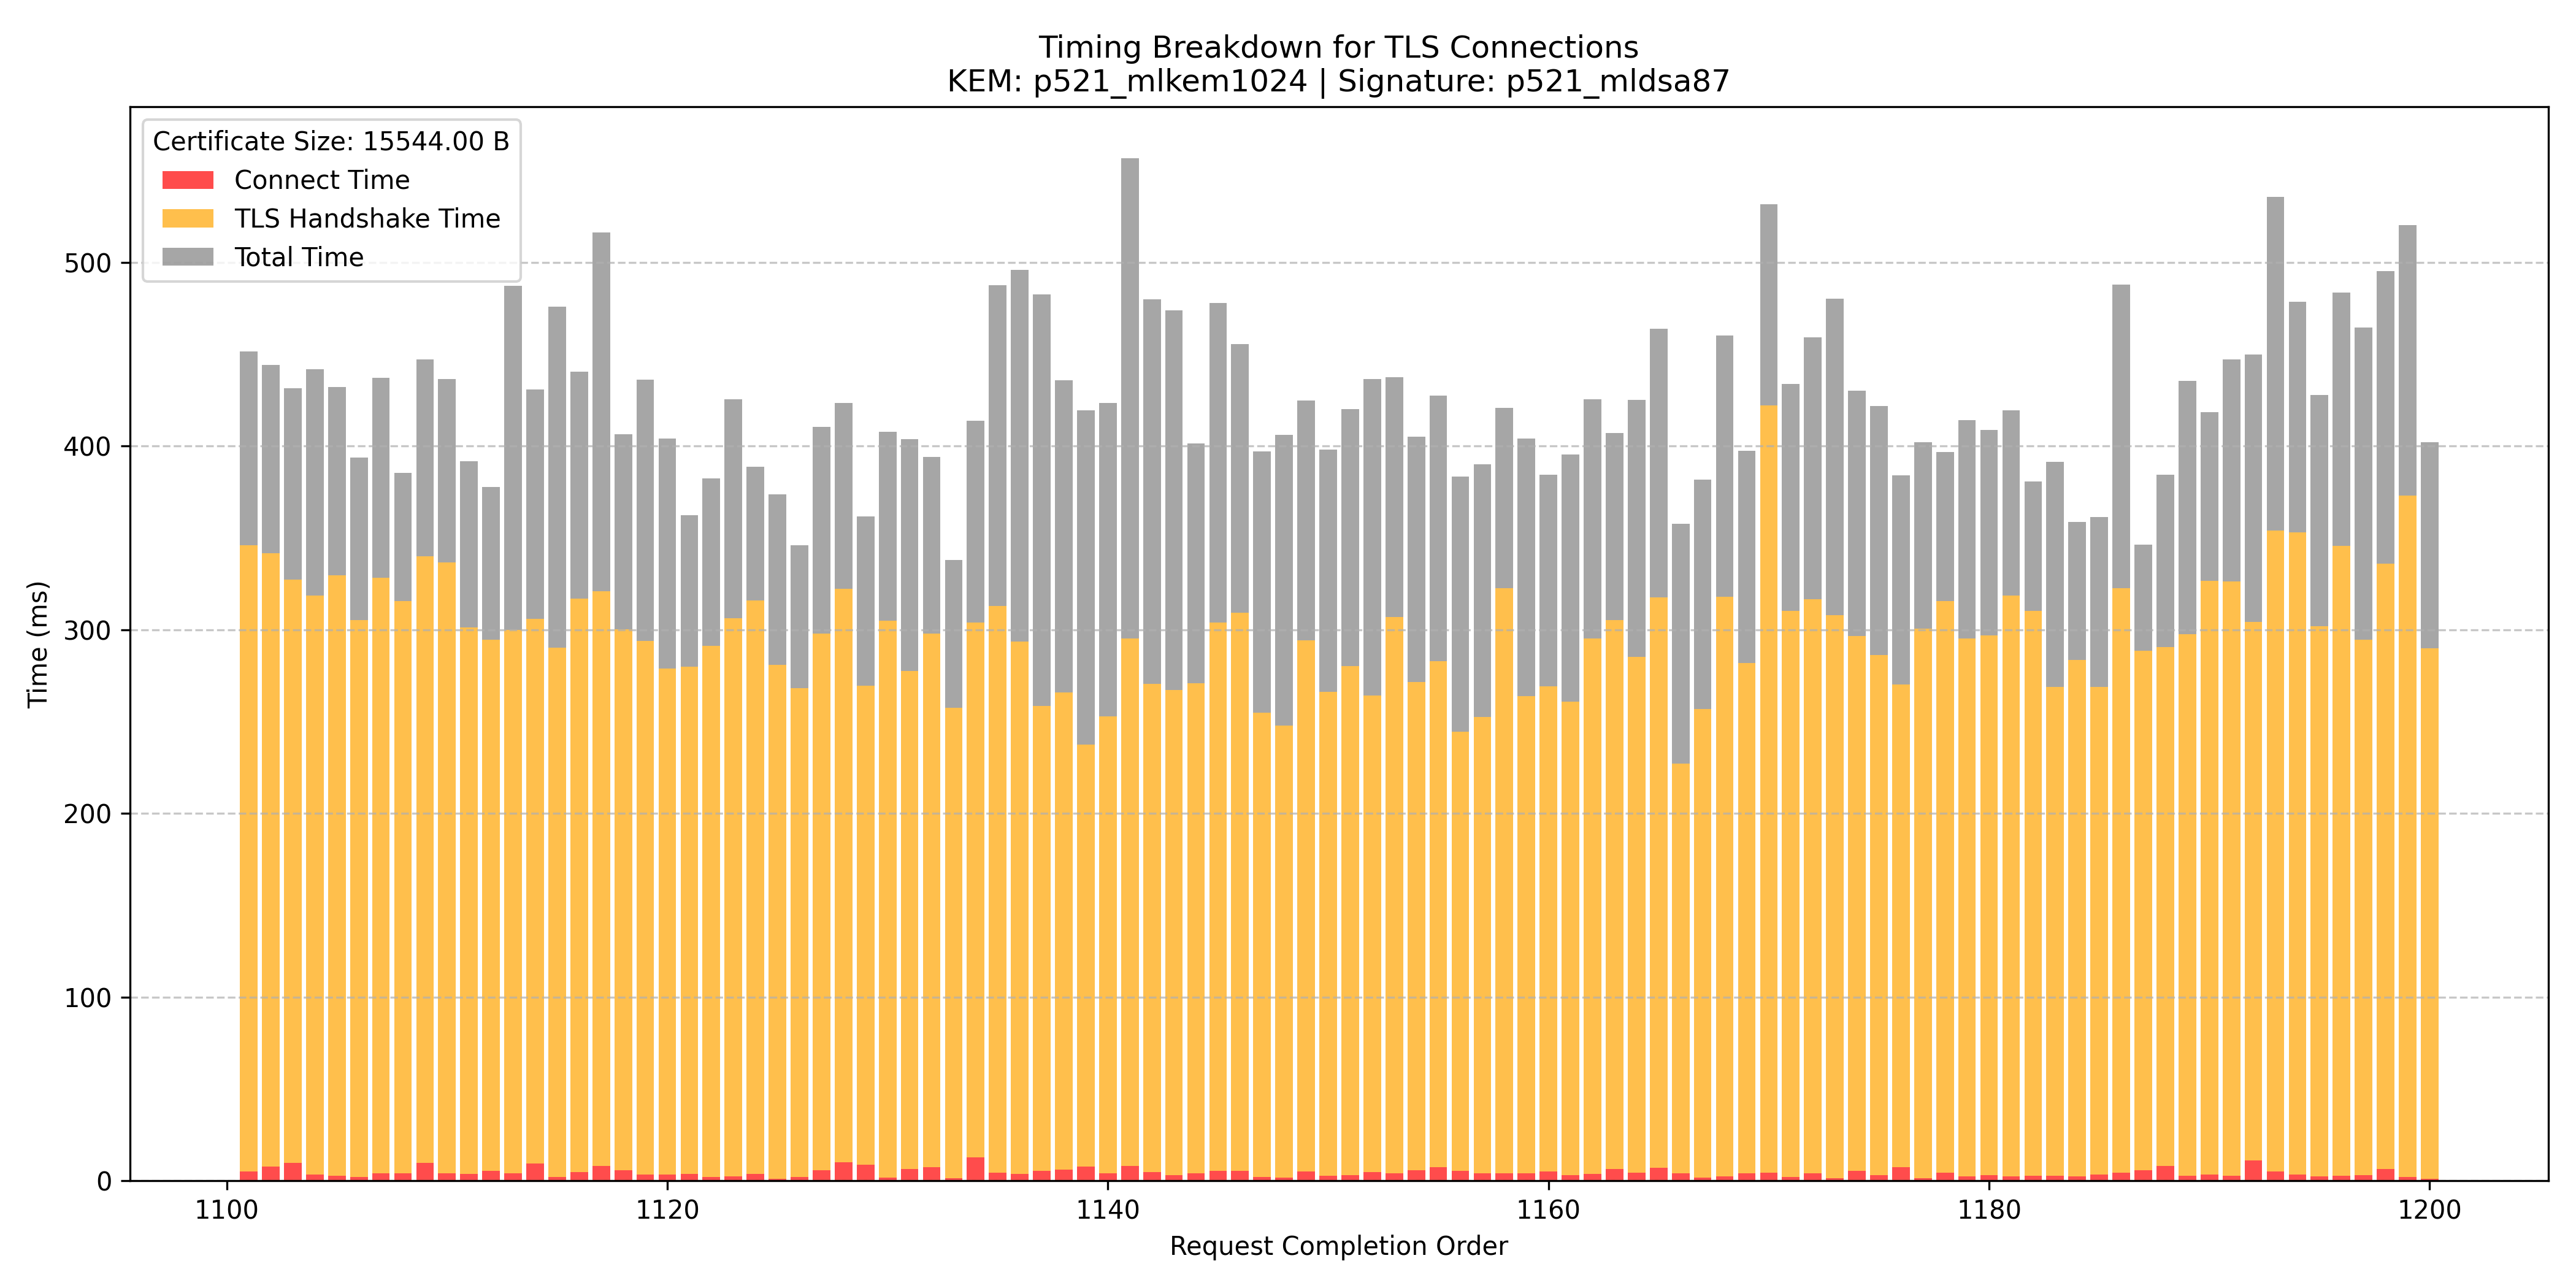 Timing Breakdown for TLS Connections
KEM: p521_mlkem1024 | Signature: p521_mldsa87
Certificate Size: 15544.00 B
Connect Time
TLS Handshake Time
Total Time
Time (ms)
500
400
300
200
100
0
1100 1120 1140 1160 1180 1200
Request Completion Order